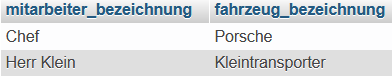 mitarbeiter_bezeichnung fahrzeug_bezeichnung
Chef Porsche
Herr Klein Kleintransporter